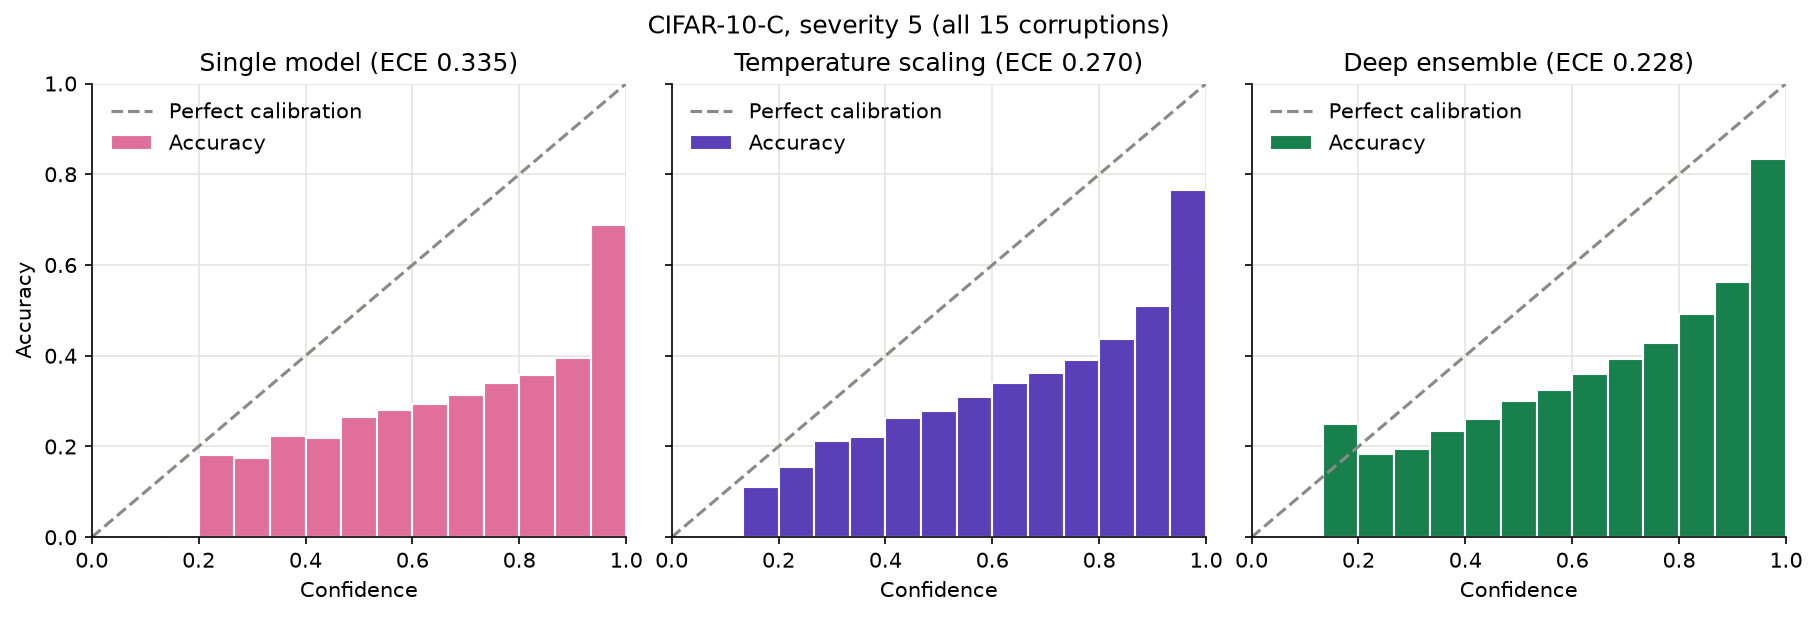 CIFAR-10-C, severity 5 (all 15 corruptions)
Single model (ECE 0.335)
Perfect calibration
Accuracy
1.0
0.8
0.6
0.4
0.2
0.0
Accuracy
0.0 0.2 0.4 0.6 0.8 1.0
Confidence
Temperature scaling (ECE 0.270)
Perfect calibration
Accuracy
0.0 0.2 0.4 0.6 0.8 1.0
Confidence
Deep ensemble (ECE 0.228)
Perfect calibration
Accuracy
0.0 0.2 0.4 0.6 0.8 1.0
Confidence